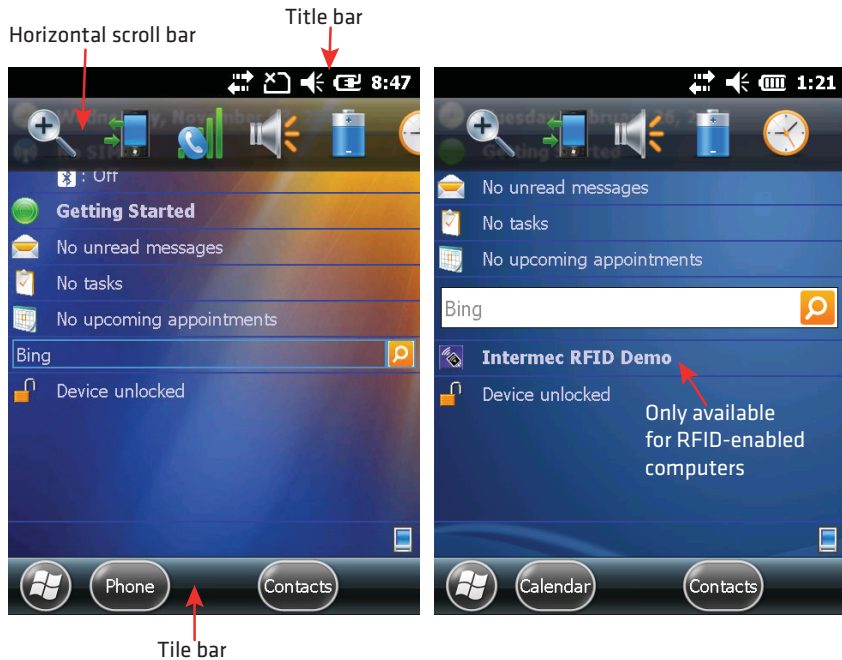 Title bar
Horizontal scroll bar
8:47
: Off
Getting Started
No unread messages
No tasks
No upcoming appointments
Bing
Device unlocked
Phone
Contacts
Tile bar
1:21
Getting Started
No unread messages
No tasks
No upcoming appointments
Bing
Intermec RFID Demo
Device unlocked
Only available
for RFID-enabled
computers
Calendar
Contacts